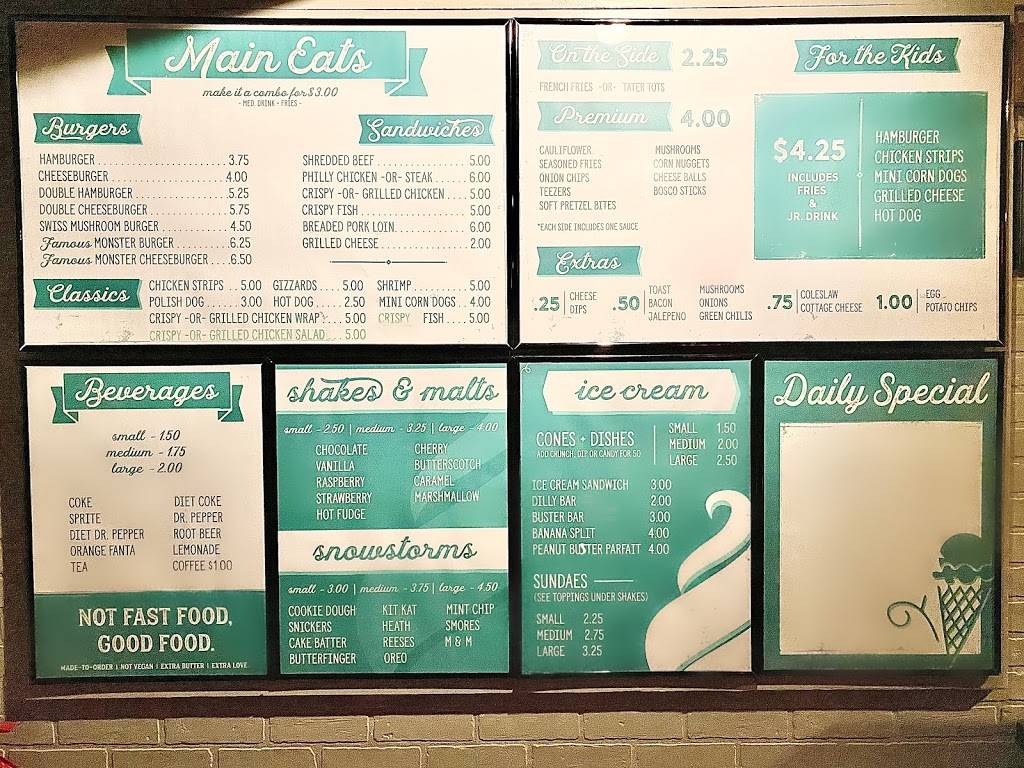 Main Eats
make it a combo for $3.00
- MED. DRINK + FRIES -
Burgers
HAMBURGER 3.75
CHEESEBURGER 4.00
DOUBLE HAMBURGER 5.25
DOUBLE CHEESEBURGER 5.75
SWISS MUSHROOM BURGER 4.50
Famous MONSTER BURGER 6.25
Famous MONSTER CHEESEBURGER 6.50
Sandwiches
SHREDDED BEEF 5.00
PHILLY CHICKEN -OR- STEAK 6.00
CRISPY -OR- GRILLED CHICKEN 5.00
CRISPY FISH 5.00
BREADED PORK LOIN 6.00
GRILLED CHEESE 2.00
Classics
CHICKEN STRIPS 5.00 GIZZARDS 5.00 SHRIMP 5.00
POLISH DOG 3.00 HOT DOG 2.50 MINI CORN DOGS 4.00
CRISPY -OR- GRILLED CHICKEN WRAP 5.00 CRISPY FISH 5.00
CRISPY -OR- GRILLED CHICKEN SALAD 5.00
On the Side 2.25
FRENCH FRIES -OR- TATER TOTS
Premium 4.00
CAULIFLOWER
SEASONED FRIES
ONION CHIPS
TEEZERS
SOFT PRETZEL BITES
MUSHROOMS
CORN NUGGETS
CHEESE BALLS
BOSCO STICKS
*EACH SIDE INCLUDES ONE SAUCE
For the Kids
$4.25
INCLUDES
FRIES
&
JR. DRINK
HAMBURGER
CHICKEN STRIPS
MINI CORN DOGS
GRILLED CHEESE
HOT DOG
Extras
.25
CHEESE
DIPS
.50
TOAST
BACON
JALEPENO
MUSHROOMS
ONIONS
GREEN CHILIS
.75
COLESLAW
COTTAGE CHEESE
1.00
EGG
POTATO CHIPS
Beverages
small - 1.50
medium - 1.75
large - 2.00
COKE
SPRITE
DIET DR. PEPPER
ORANGE FANTA
TEA
DIET COKE
DR. PEPPER
ROOT BEER
LEMONADE
COFFEE $1.00
NOT FAST FOOD,
GOOD FOOD.
MADE-TO-ORDER | NOT VEGAN | EXTRA BUTTER | EXTRA LOVE
shakes & malts
small - 2.50 | medium - 3.25 | large - 4.00
CHOCOLATE
VANILLA
RASPBERRY
STRAWBERRY
HOT FUDGE
CHERRY
BUTTERSCOTCH
CARAMEL
MARSHMALLOW
snowstorms
small - 3.00 | medium - 3.75 | large - 4.50
COOKIE DOUGH
SNICKERS
CAKE BATTER
BUTTERFINGER
KIT KAT
HEATH
REESES
OREO
MINT CHIP
SMORES
M & M
ice cream
CONES + DISHES
ADD CRUNCH, DIP OR CANDY FOR .50
SMALL 1.50
MEDIUM 2.00
LARGE 2.50
ICE CREAM SANDWICH 3.00
DILLY BAR 2.00
BUSTER BAR 3.00
BANANA SPLIT 4.00
PEANUT BUSTER PARFAIT 4.00
SUNDAES
(SEE TOPPINGS UNDER SHAKES)
SMALL 2.25
MEDIUM 2.75
LARGE 3.25
Daily Special